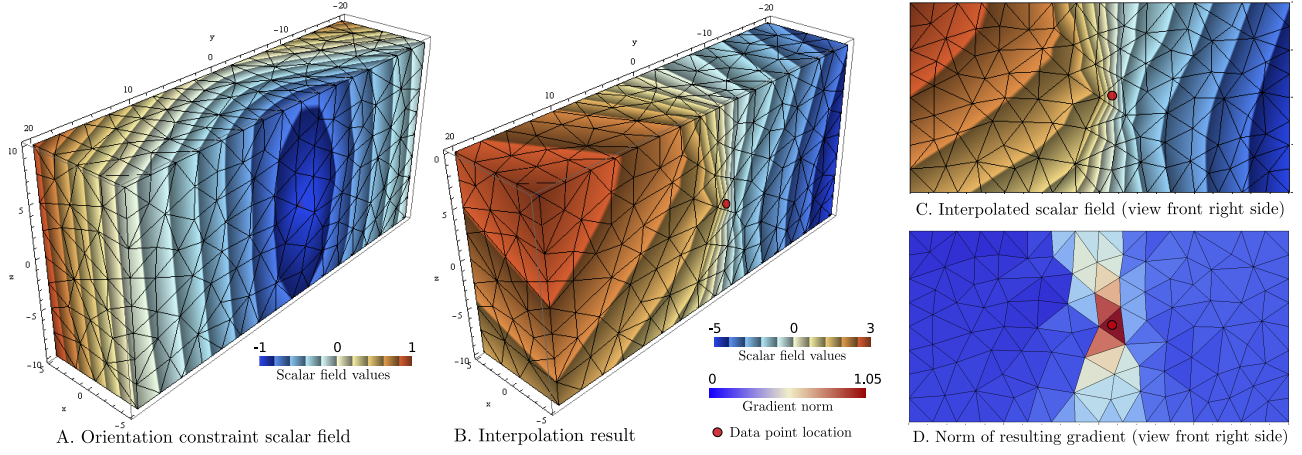 -20
-10
y
0
10
20
10
5
z
0
-5
-10
5
x
0
-5
-1 0 1
Scalar field values
A. Orientation constraint scalar field
-20
-10
y
0
10
20
0
5
z
0
-5
-10
5
x
0
-5
-5 0 3
Scalar field values
0 1.05
Gradient norm
Data point location
B. Interpolation result
C. Interpolated scalar field (view front right side)
D. Norm of resulting gradient (view front right side)